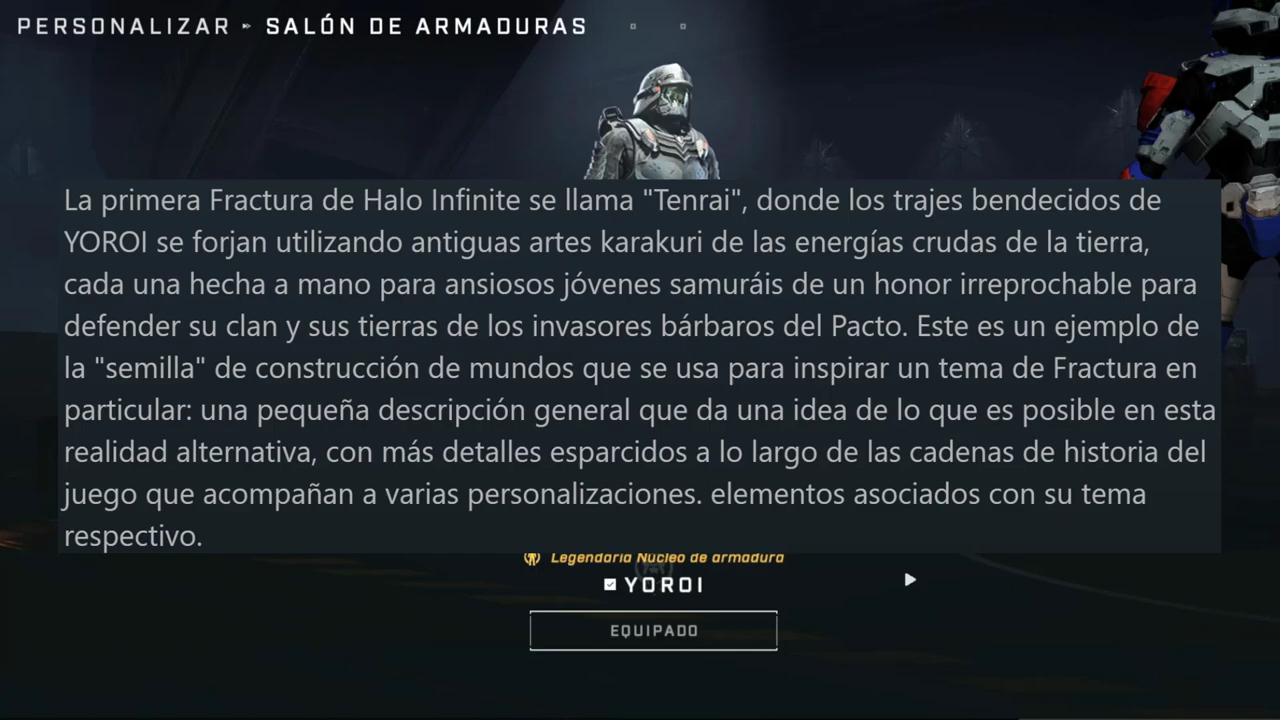 PERSONALIZAR ▸▸ SALÓN DE ARMADURAS
La primera Fractura de Halo Infinite se llama "Tenrai", donde los trajes bendecidos de
YOROI se forjan utilizando antiguas artes karakuri de las energías crudas de la tierra,
cada una hecha a mano para ansiosos jóvenes samuráis de un honor irreprochable para
defender su clan y sus tierras de los invasores bárbaros del Pacto. Este es un ejemplo de
la "semilla" de construcción de mundos que se usa para inspirar un tema de Fractura en
particular: una pequeña descripción general que da una idea de lo que es posible en esta
realidad alternativa, con más detalles esparcidos a lo largo de las cadenas de historia del
juego que acompañan a varias personalizaciones. elementos asociados con su tema
respectivo.
Legendaria Núcleo de armadura
YOROI
EQUIPADO